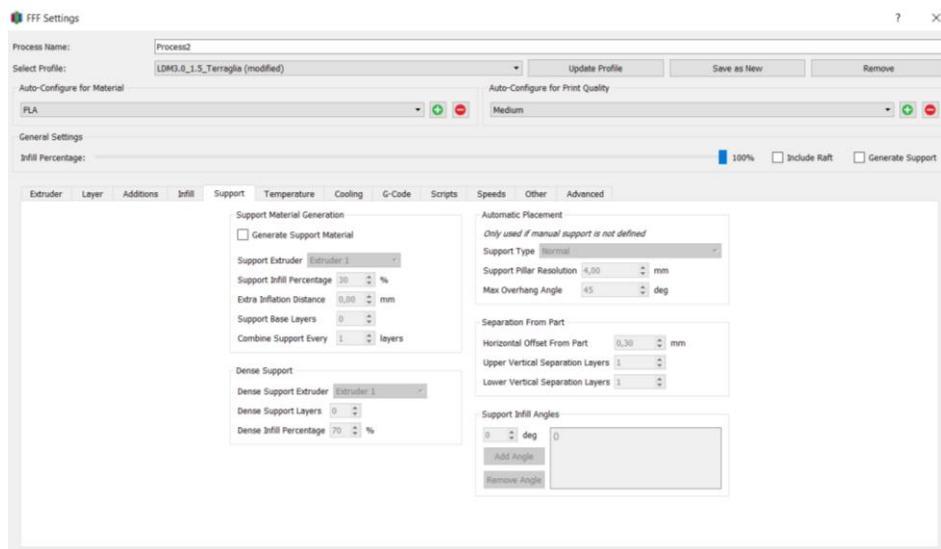 FFF Settings
?
Process Name: Process2
Select Profile: LDM3.0_1.5_Terraglia (modified) Update Profile Save as New Remove
Auto-Configure for Material Auto-Configure for Print Quality
PLA Medium
General Settings
Infill Percentage: 100% Include Raft Generate Support
Extruder Layer Additions Infill Support Temperature Cooling G-Code Scripts Speeds Other Advanced
Support Material Generation
Generate Support Material
Support Extruder Extruder 1
Support Infill Percentage 30 %
Extra Inflation Distance 0,00 mm
Support Base Layers 0
Combine Support Every 1 layers
Dense Support
Dense Support Extruder Extruder 1
Dense Support Layers 0
Dense Infill Percentage 70 %
Automatic Placement
Only used if manual support is not defined
Support Type Normal
Support Pillar Resolution 4,00 mm
Max Overhang Angle 45 deg
Separation From Part
Horizontal Offset From Part 0,30 mm
Upper Vertical Separation Layers 1
Lower Vertical Separation Layers 1
Support Infill Angles
0 deg 0
Add Angle
Remove Angle